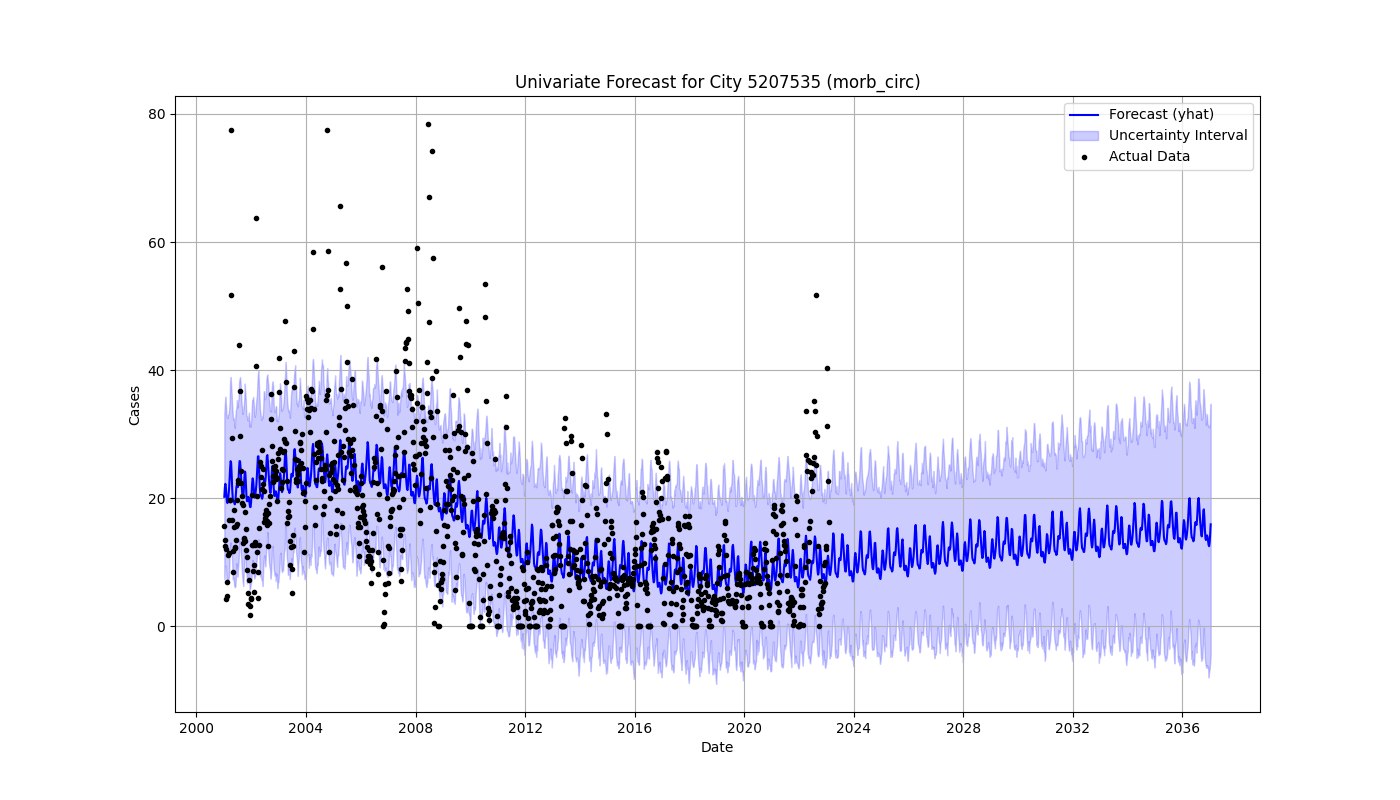 Univariate Forecast for City 5207535 (morb_circ)
Forecast (yhat)
Uncertainty Interval
Actual Data
80
60
40
20
0
Cases
2000 2004 2008 2012 2016 2020 2024 2028 2032 2036
Date